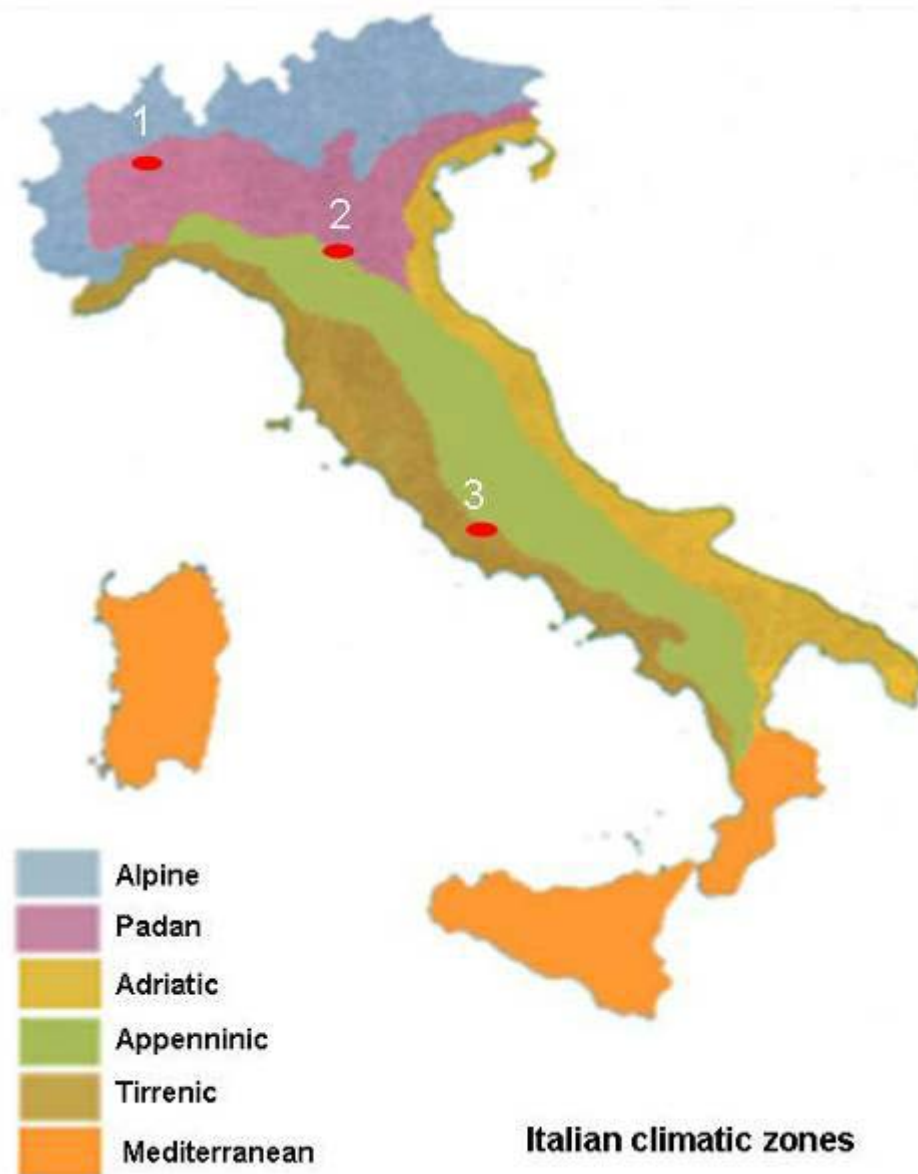 1
2
3
Alpine
Padan
Adriatic
Appenninic
Tirrenic
Mediterranean
Italian climatic zones